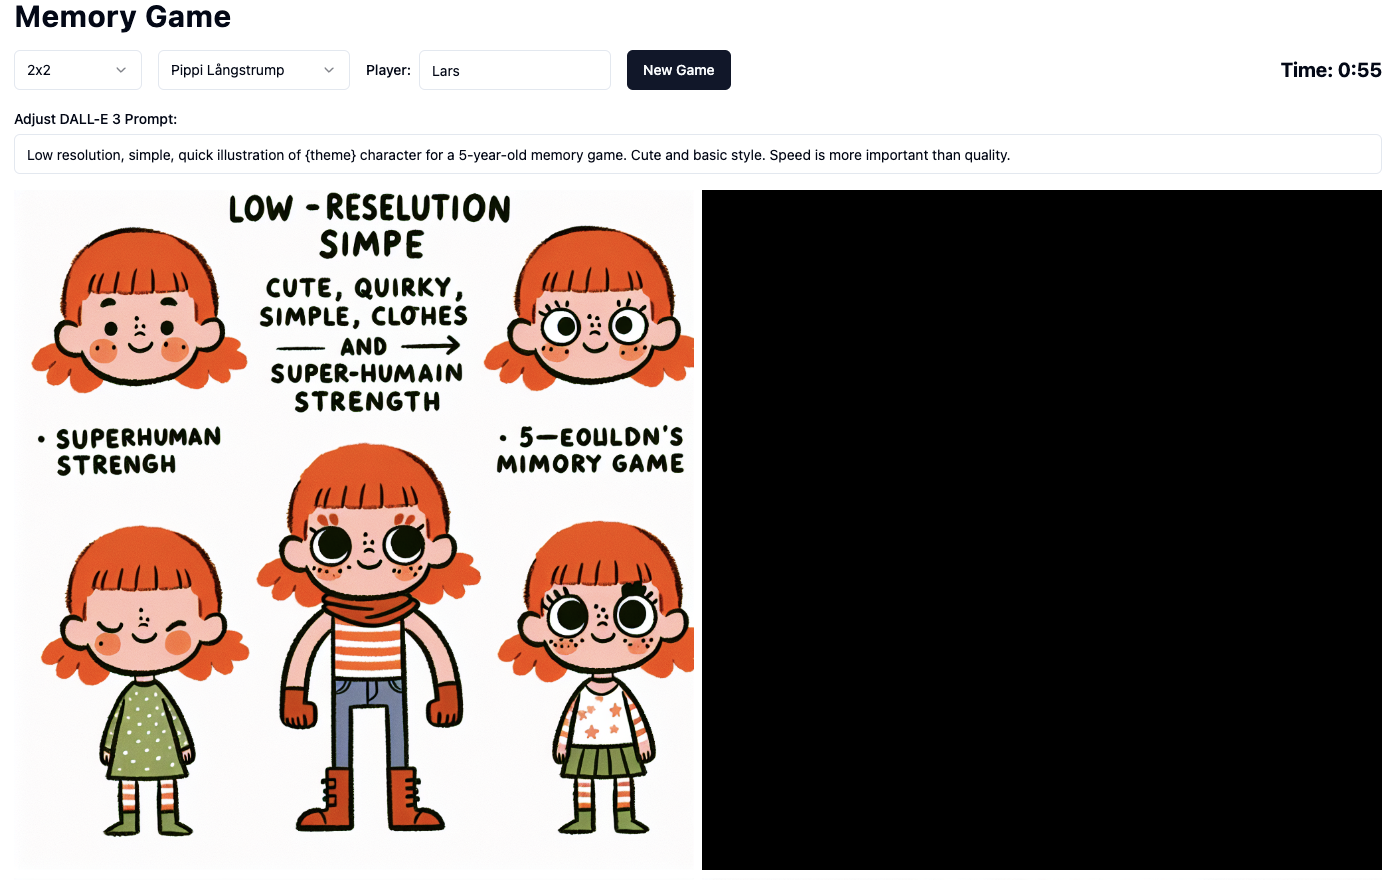 Memory Game
2x2
Pippi Långstrump
Player:
Lars
New Game
Time: 0:55
Adjust DALL-E 3 Prompt:
Low resolution, simple, quick illustration of {theme} character for a 5-year-old memory game. Cute and basic style. Speed is more important than quality.
LOW - RESELUTION
SIMPE
CUTE, QUIRKY,
SIMPLE, CLOTHES
— AND →
SUPER-HUMAIN
STRENGTH
• SUPERHUMAN
STRENGH
• 5—EOULDN'S
MIMORY GAME